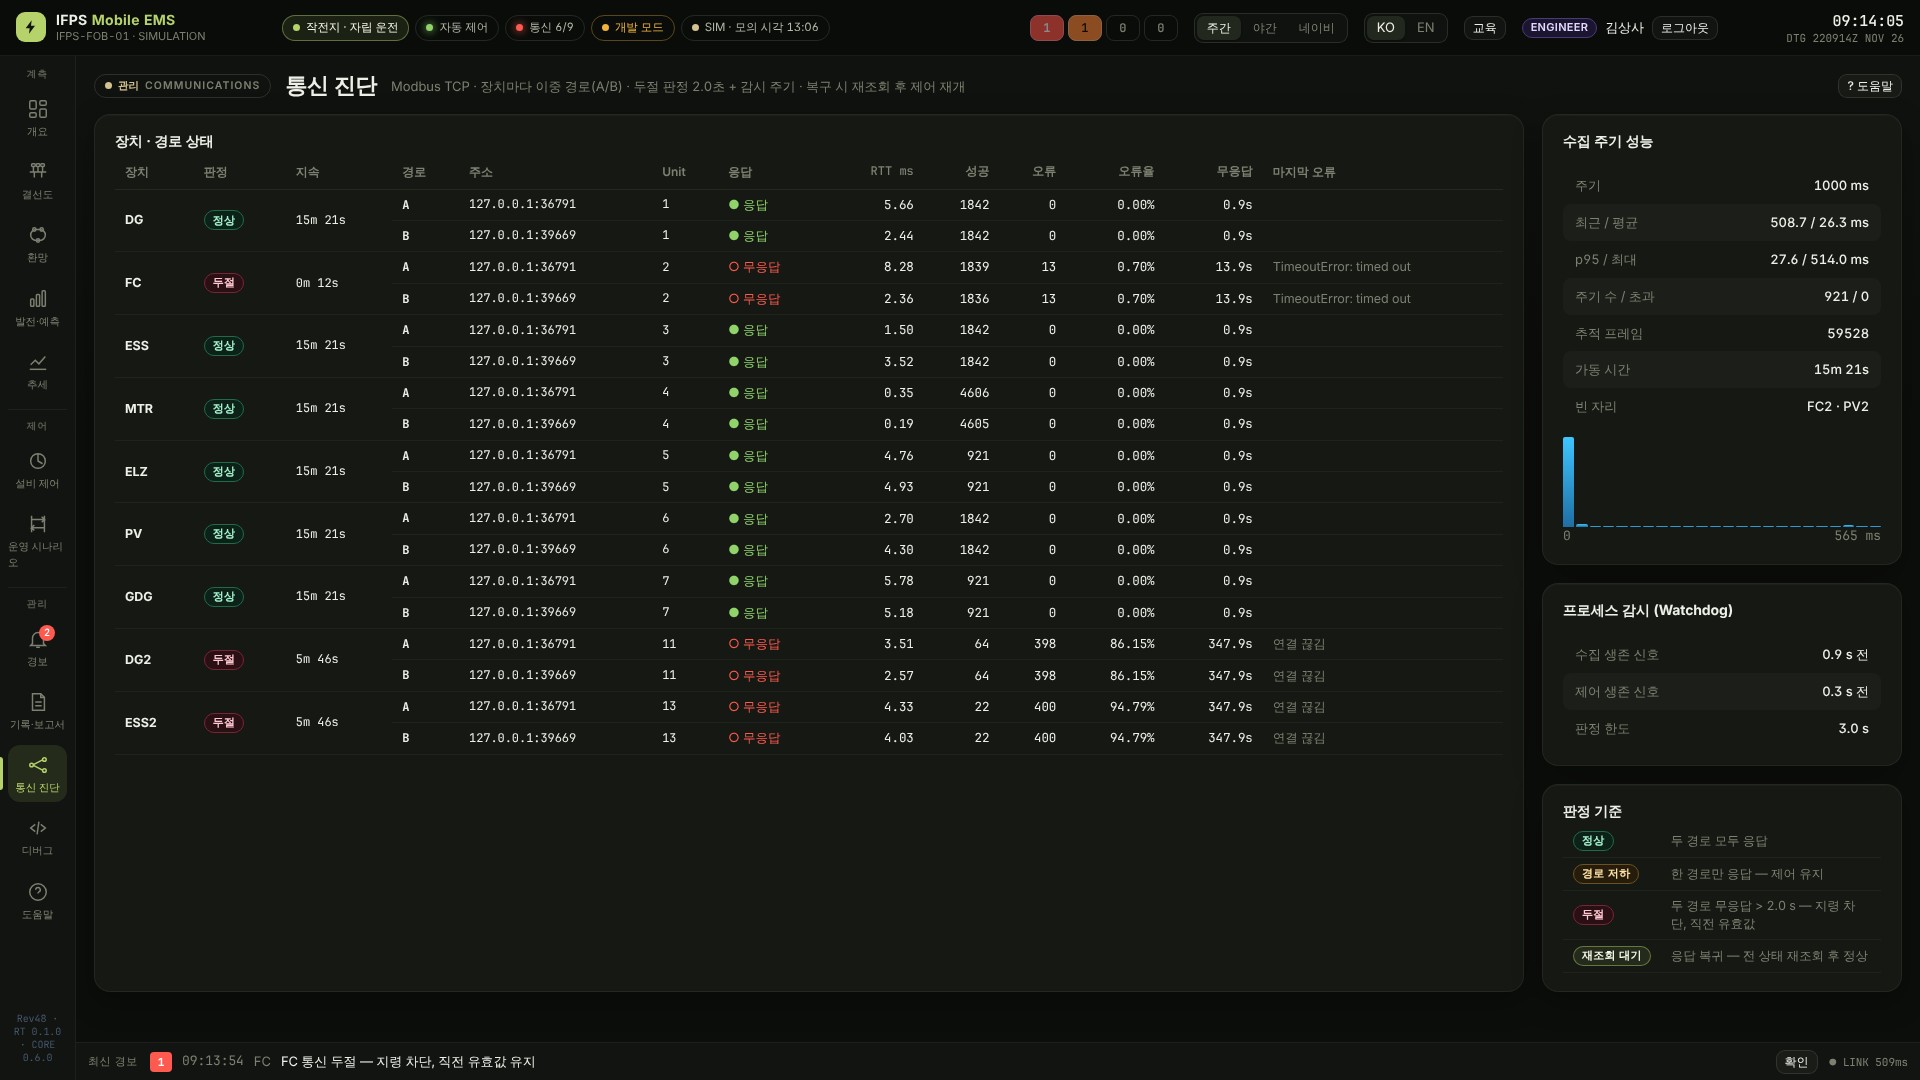 IFPS Mobile EMS
IFPS-FOB-01 · SIMULATION
작전지 · 자립 운전
자동 제어
통신 6/9
개발 모드
SIM · 모의 시각 13:06
1 1 0 0
주간 야간 네이비
KO EN
교육
ENGINEER 김상사 로그아웃
09:14:05
DTG 220914Z NOV 26
계측
개요
결선도
환망
발전·예측
추세
제어
설비 제어
운영 시나리
오
관리
2
경보
기록·보고서
통신 진단
디버그
도움말
Rev48 ·
RT 0.1.0
· CORE
0.6.0
관리 COMMUNICATIONS
통신 진단
Modbus TCP · 장치마다 이중 경로(A/B) · 두절 판정 2.0초 + 감시 주기 · 복구 시 재조회 후 제어 재개
? 도움말
장치 · 경로 상태
장치 판정 지속 경로 주소 Unit 응답 RTT ms 성공 오류 오류율 무응답 마지막 오류
DG 정상 15m 21s
A 127.0.0.1:36791 1 응답 5.66 1842 0 0.00% 0.9s
B 127.0.0.1:39669 1 응답 2.44 1842 0 0.00% 0.9s
FC 두절 0m 12s
A 127.0.0.1:36791 2 무응답 8.28 1839 13 0.70% 13.9s TimeoutError: timed out
B 127.0.0.1:39669 2 무응답 2.36 1836 13 0.70% 13.9s TimeoutError: timed out
ESS 정상 15m 21s
A 127.0.0.1:36791 3 응답 1.50 1842 0 0.00% 0.9s
B 127.0.0.1:39669 3 응답 3.52 1842 0 0.00% 0.9s
MTR 정상 15m 21s
A 127.0.0.1:36791 4 응답 0.35 4606 0 0.00% 0.9s
B 127.0.0.1:39669 4 응답 0.19 4605 0 0.00% 0.9s
ELZ 정상 15m 21s
A 127.0.0.1:36791 5 응답 4.76 921 0 0.00% 0.9s
B 127.0.0.1:39669 5 응답 4.93 921 0 0.00% 0.9s
PV 정상 15m 21s
A 127.0.0.1:36791 6 응답 2.70 1842 0 0.00% 0.9s
B 127.0.0.1:39669 6 응답 4.30 1842 0 0.00% 0.9s
GDG 정상 15m 21s
A 127.0.0.1:36791 7 응답 5.78 921 0 0.00% 0.9s
B 127.0.0.1:39669 7 응답 5.18 921 0 0.00% 0.9s
DG2 두절 5m 46s
A 127.0.0.1:36791 11 무응답 3.51 64 398 86.15% 347.9s 연결 끊김
B 127.0.0.1:39669 11 무응답 2.57 64 398 86.15% 347.9s 연결 끊김
ESS2 두절 5m 46s
A 127.0.0.1:36791 13 무응답 4.33 22 400 94.79% 347.9s 연결 끊김
B 127.0.0.1:39669 13 무응답 4.03 22 400 94.79% 347.9s 연결 끊김
수집 주기 성능
주기 1000 ms
최근 / 평균 508.7 / 26.3 ms
p95 / 최대 27.6 / 514.0 ms
주기 수 / 초과 921 / 0
추적 프레임 59528
가동 시간 15m 21s
빈 자리 FC2 · PV2
0 565 ms
프로세스 감시 (Watchdog)
수집 생존 신호 0.9 s 전
제어 생존 신호 0.3 s 전
판정 한도 3.0 s
판정 기준
정상 두 경로 모두 응답
경로 저하 한 경로만 응답 — 제어 유지
두절 두 경로 무응답 > 2.0 s — 지령 차
단, 직전 유효값
재조회 대기 응답 복귀 — 전 상태 재조회 후 정상
최신 경보 1 09:13:54 FC FC 통신 두절 — 지령 차단, 직전 유효값 유지
확인 LINK 509ms